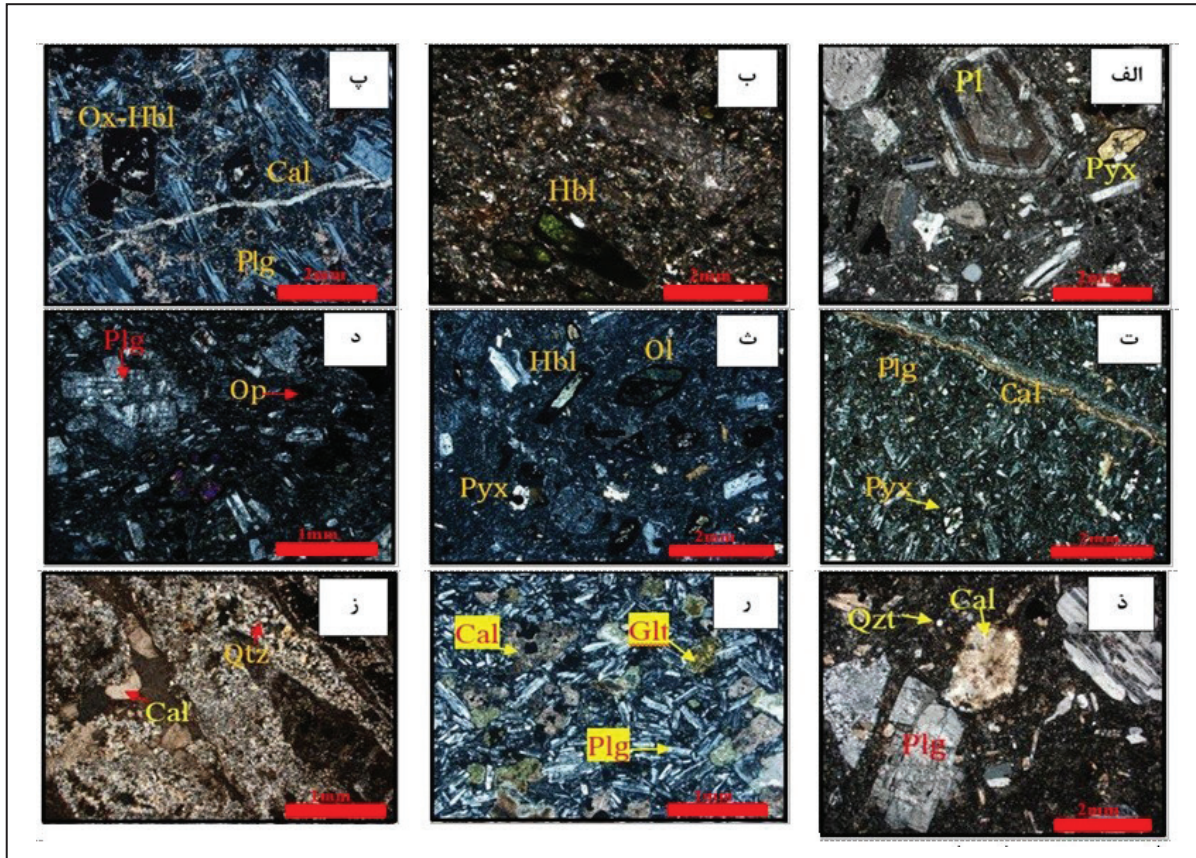 الف
Pl
Pyx
2mm
ب
Hbl
2mm
پ
Ox-Hbl
Cal
Plg
2mm
ت
Plg
Cal
Pyx
2mm
ث
Hbl
Ol
Pyx
2mm
د
Plg
Op
1mm
ذ
Qzt
Cal
Plg
2mm
ر
Cal
Glt
Plg
1mm
ز
Qtz
Cal